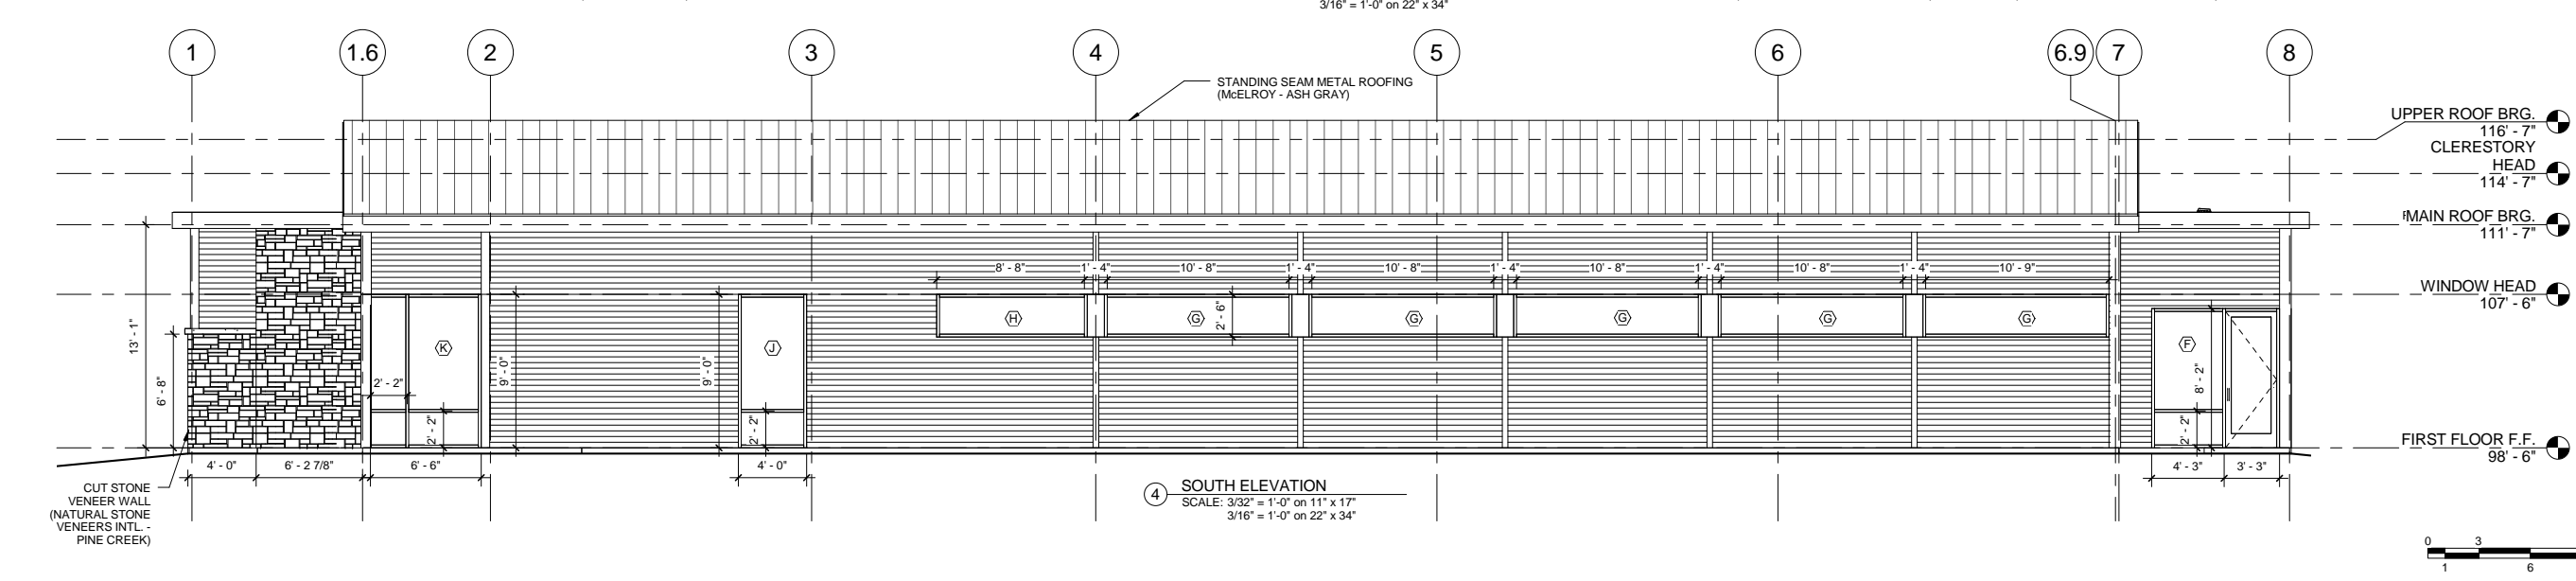 3/16" = 1'-0" on 22" x 34"
1
1.6
2
3
4
5
6
6.9
7
8
STANDING SEAM METAL ROOFING
(McELROY - ASH GRAY)
UPPER ROOF BRG.
116' - 7"
CLERESTORY
HEAD
114' - 7"
MAIN ROOF BRG.
111' - 7"
WINDOW HEAD
107' - 6"
FIRST FLOOR F.F.
98' - 6"
8' - 8"
1' - 4"
10' - 8"
1' - 4"
10' - 8"
1' - 4"
10' - 8"
1' - 4"
10' - 8"
1' - 4"
10' - 9"
H
G
2' - 6"
G
G
G
G
13' - 1"
6' - 8"
K
2' - 2"
2' - 2"
9' - 0"
9' - 0"
J
2' - 2"
F
8' - 2"
2' - 2"
4' - 0"
6' - 2 7/8"
6' - 6"
4' - 0"
4' - 3"
3' - 3"
CUT STONE
VENEER WALL
(NATURAL STONE
VENEERS INTL. -
PINE CREEK)
4
SOUTH ELEVATION
SCALE: 3/32" = 1'-0" on 11" x 17"
3/16" = 1'-0" on 22" x 34"
0
3
1
6